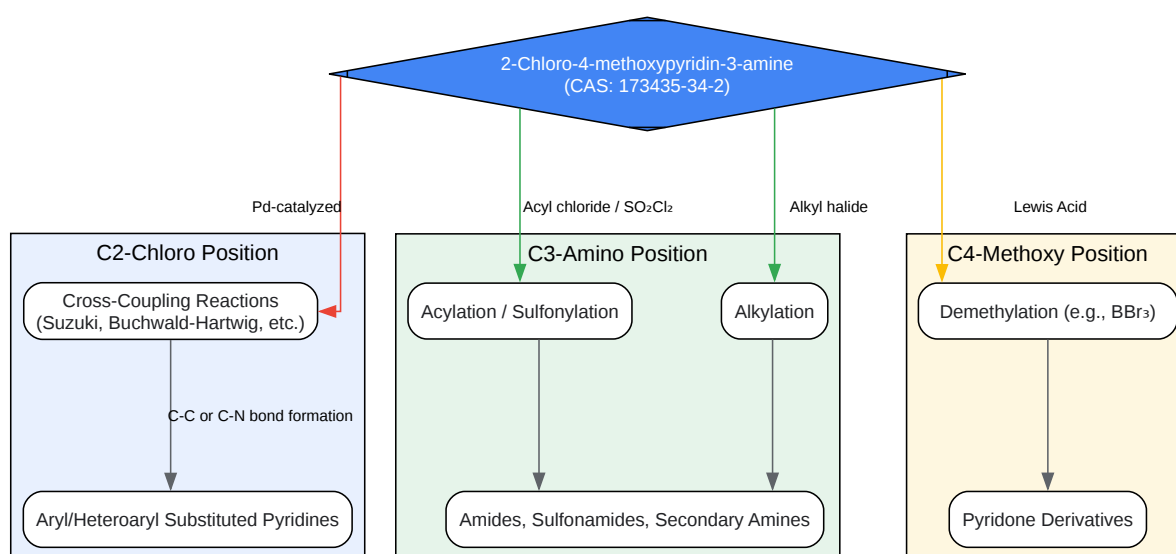 2-Chloro-4-methoxypyridin-3-amine
(CAS: 173435-34-2)
Pd-catalyzed
Acyl chloride / SO₂Cl₂
Alkyl halide
Lewis Acid
C2-Chloro Position
C3-Amino Position
C4-Methoxy Position
Cross-Coupling Reactions
(Suzuki, Buchwald-Hartwig, etc.)
Acylation / Sulfonylation
Alkylation
Demethylation (e.g., BBr₃)
C-C or C-N bond formation
Aryl/Heteroaryl Substituted Pyridines
Amides, Sulfonamides, Secondary Amines
Pyridone Derivatives